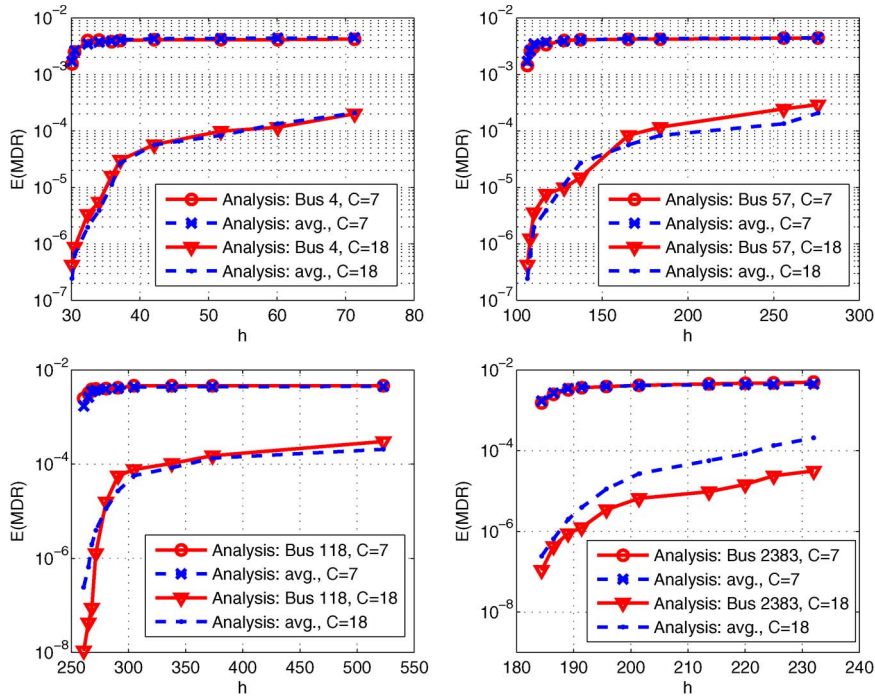 10−2
10−3
10−4
10−5
10−6
10−7
E(MDR)
Analysis: Bus 4, C=7
Analysis: avg., C=7
Analysis: Bus 4, C=18
Analysis: avg., C=18
30 40 50 60 70 80
h
10−2
10−3
10−4
10−5
10−6
10−7
E(MDR)
Analysis: Bus 57, C=7
Analysis: avg., C=7
Analysis: Bus 57, C=18
Analysis: avg., C=18
100 150 200 250 300
h
10−2
10−4
10−6
10−8
E(MDR)
Analysis: Bus 118, C=7
Analysis: avg., C=7
Analysis: Bus 118, C=18
Analysis: avg., C=18
250 300 350 400 450 500 550
h
10−2
10−4
10−6
10−8
E(MDR)
Analysis: Bus 2383, C=7
Analysis: avg., C=7
Analysis: Bus 2383, C=18
Analysis: avg., C=18
180 190 200 210 220 230 240
h